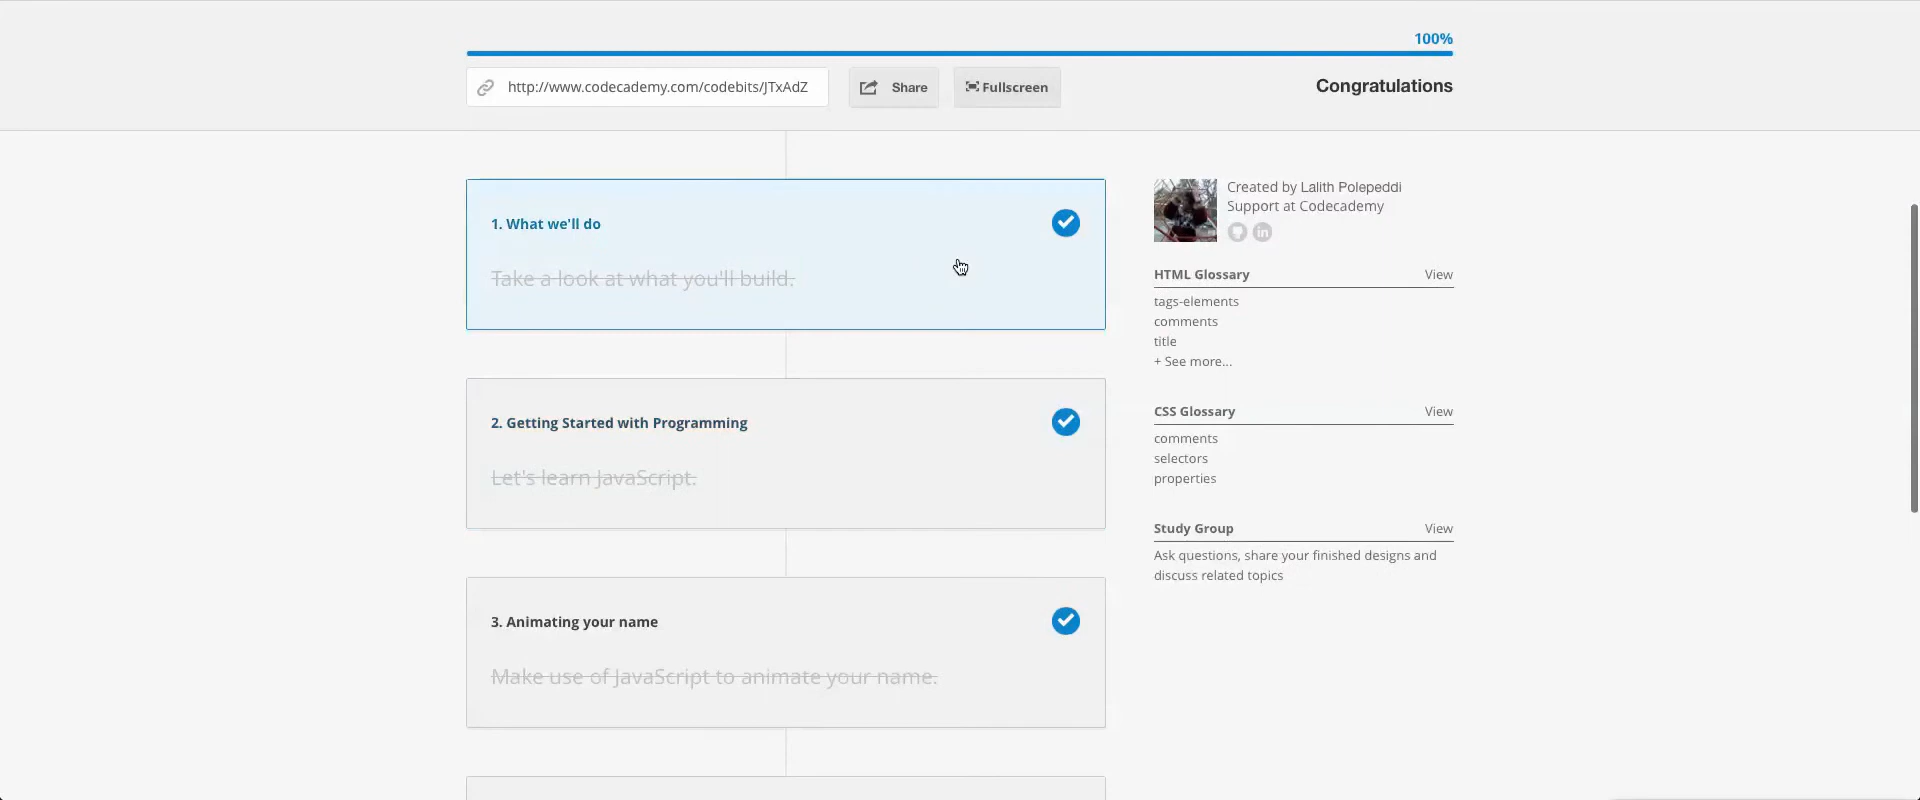 100%
http://www.codecademy.com/codebits/JTxAdZ
Share
Fullscreen
Congratulations
1. What we'll do
Take a look at what you'll build.
2. Getting Started with Programming
Let's learn JavaScript.
3. Animating your name
Make use of JavaScript to animate your name.
Created by Lalith Polepeddi
Support at Codecademy
in
HTML Glossary View
tags-elements
comments
title
+ See more...
CSS Glossary View
comments
selectors
properties
Study Group View
Ask questions, share your finished designs and
discuss related topics